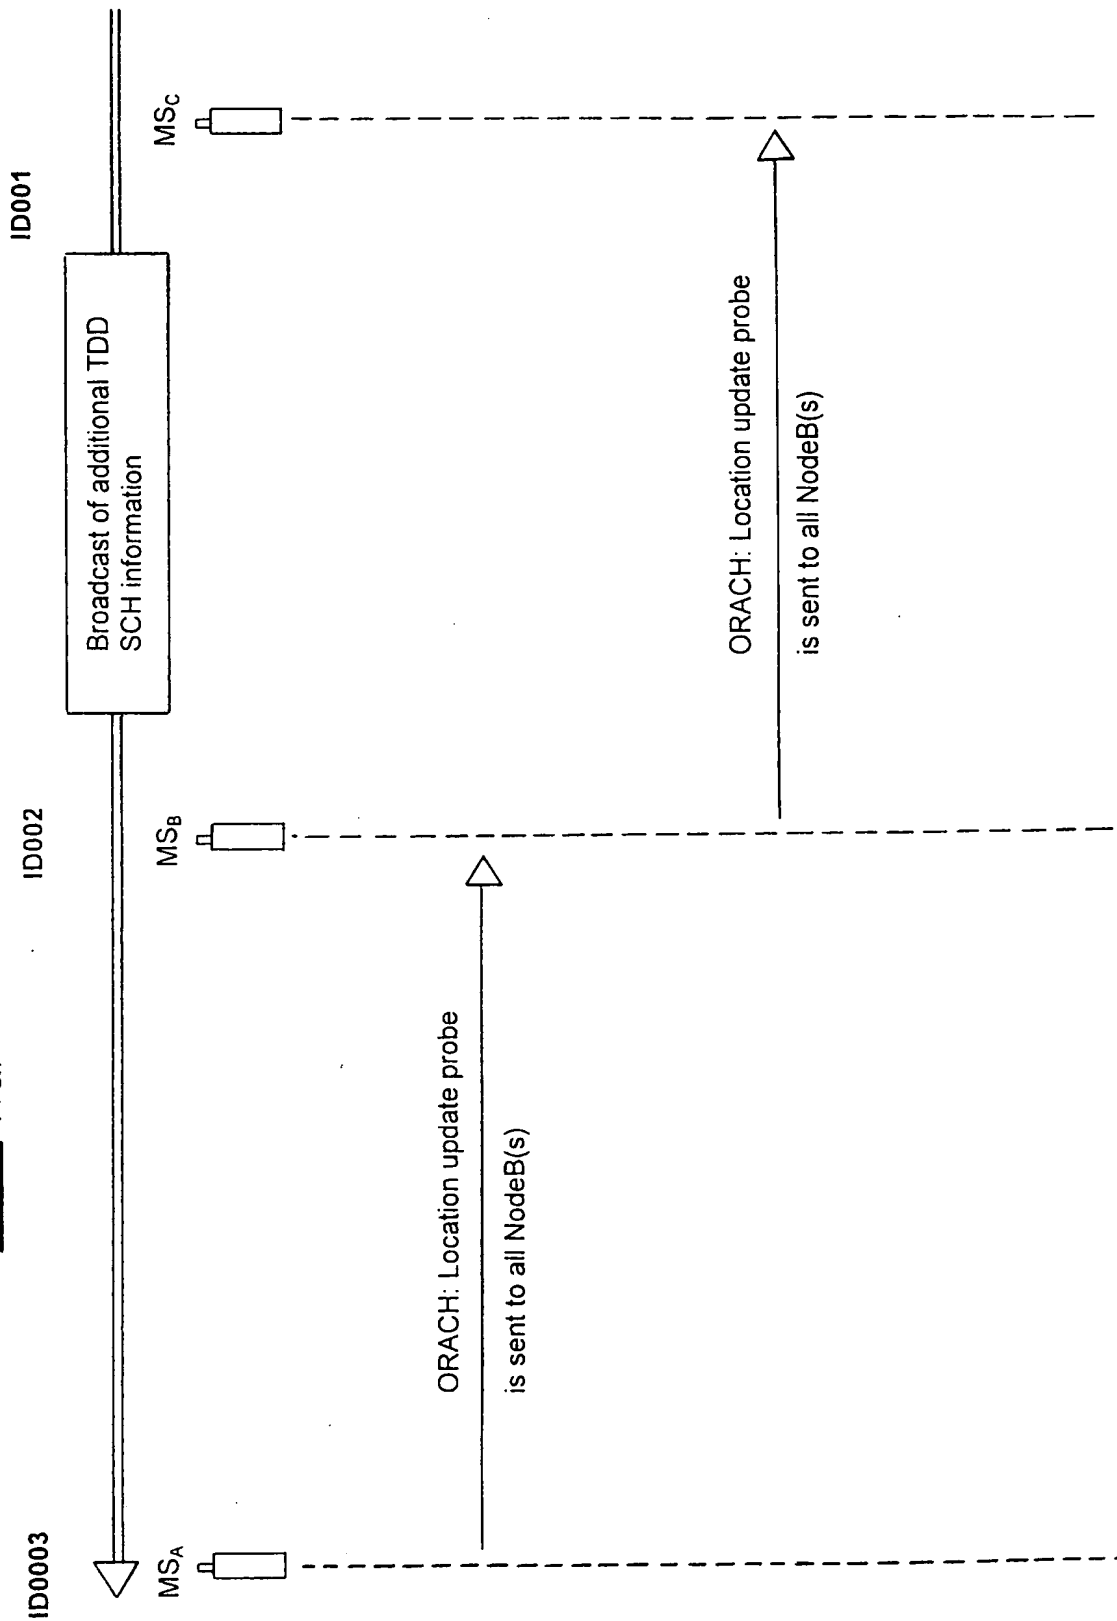 ID0003
ID002
ID001
Broadcast of additional TDD
SCH information
MSA
MSB
MSC
ORACH: Location update probe
is sent to all NodeB(s)
ORACH: Location update probe
is sent to all NodeB(s)